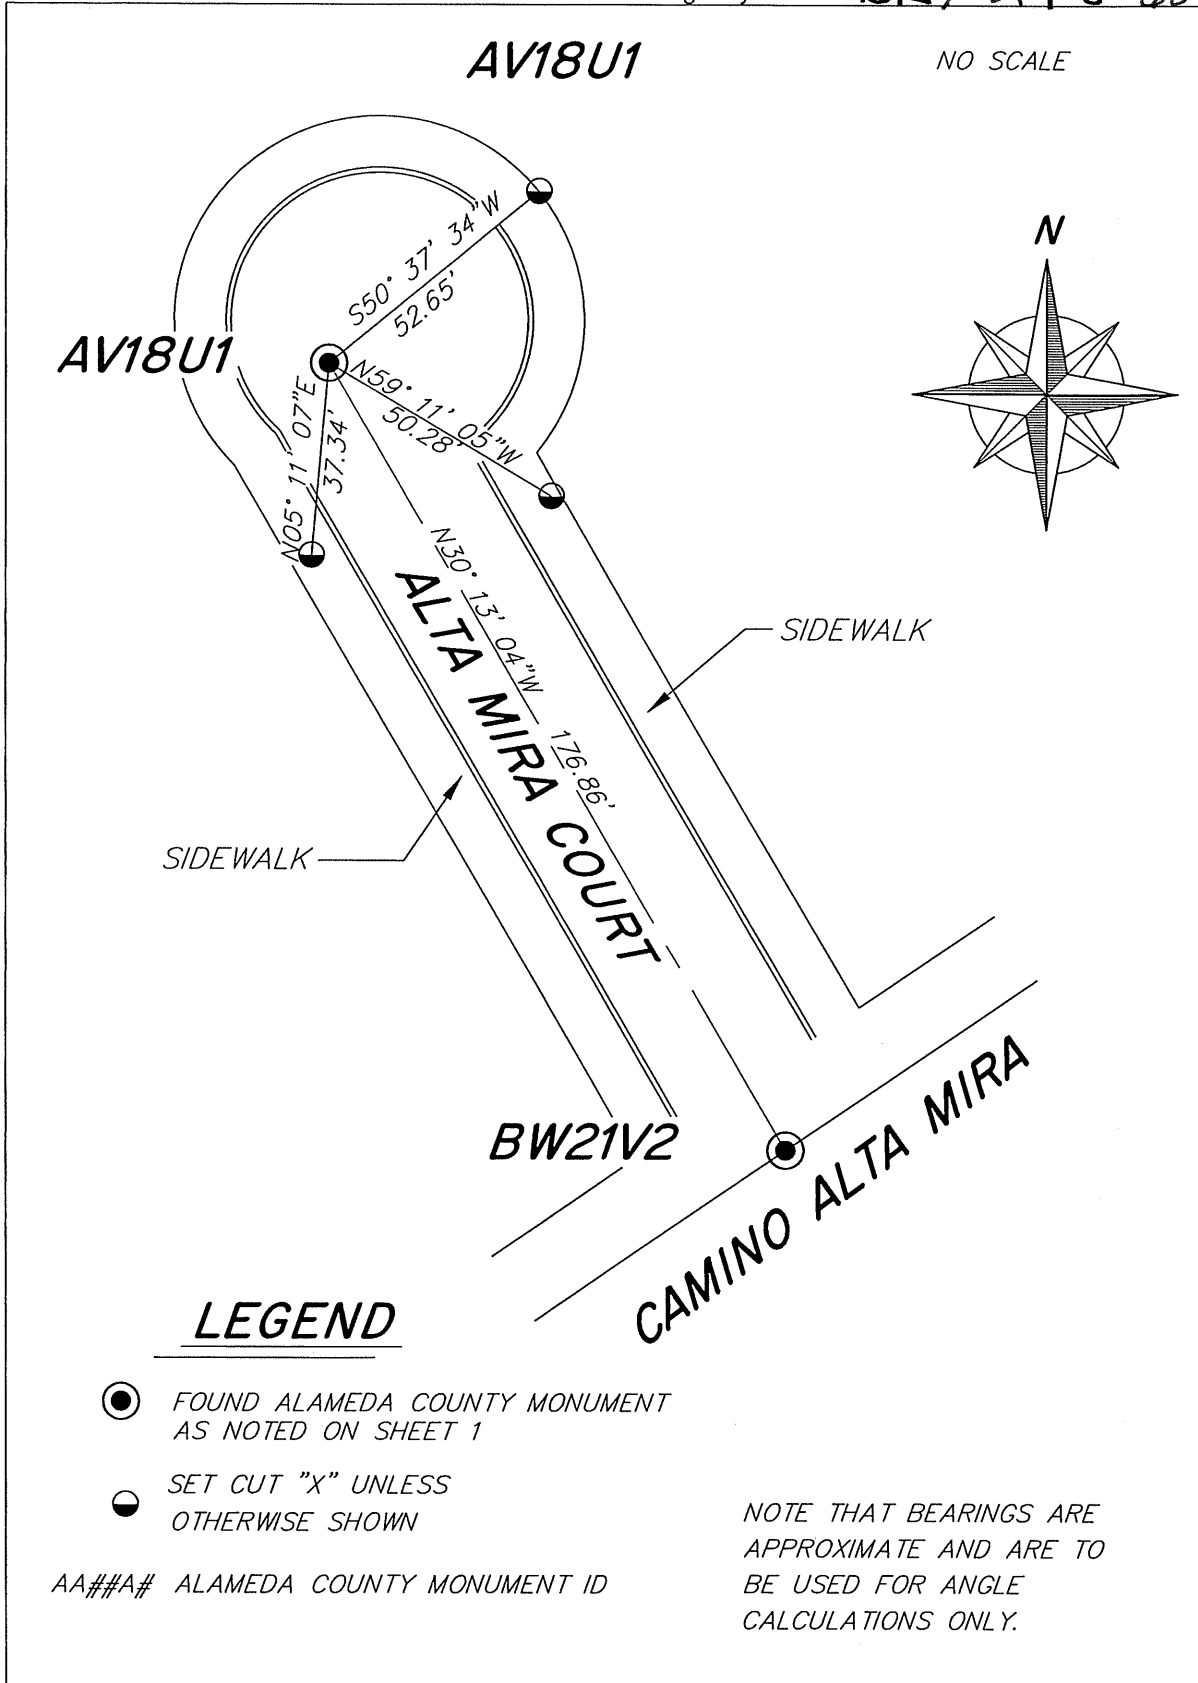 AV18U1
NO SCALE
N
S50° 37' 34"W
52.65'
AV18U1
N59° 11' 05"W
50.28'
N05° 11' 07"E
37.34'
N30° 13' 04"W
176.86'
ALTA MIRA COURT
SIDEWALK
SIDEWALK
BW21V2
CAMINO ALTA MIRA
LEGEND
FOUND ALAMEDA COUNTY MONUMENT
AS NOTED ON SHEET 1
SET CUT "X" UNLESS
OTHERWISE SHOWN
AA##A# ALAMEDA COUNTY MONUMENT ID
NOTE THAT BEARINGS ARE
APPROXIMATE AND ARE TO
BE USED FOR ANGLE
CALCULATIONS ONLY.